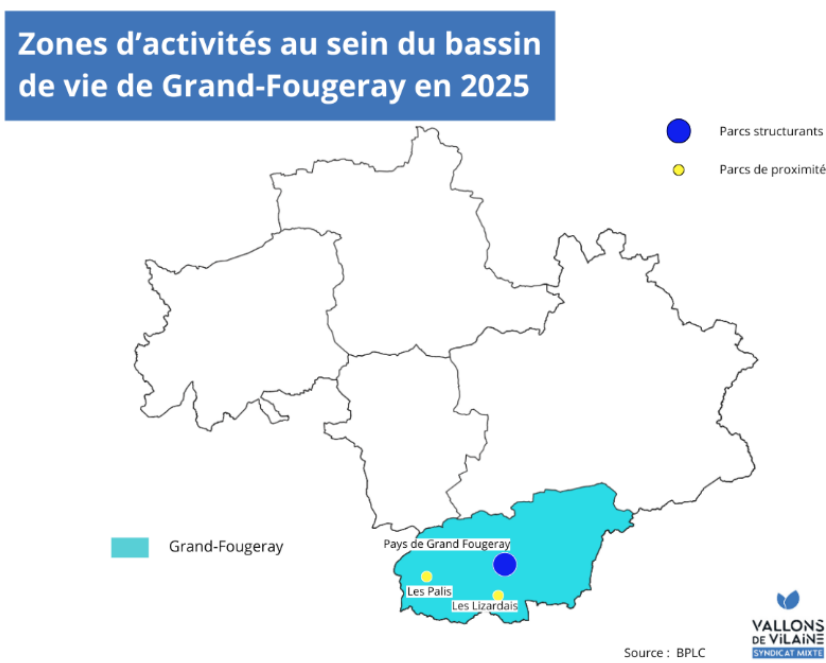 Zones d’activités au sein du bassin
de vie de Grand-Fougeray en 2025
Parcs structurants
Parcs de proximité
Grand-Fougeray
Pays de Grand Fougeray
Les Palis
Les Lizardais
Source : BPLC
VALLONS
DE ViLAiNE
SYNDICAT MIXTE